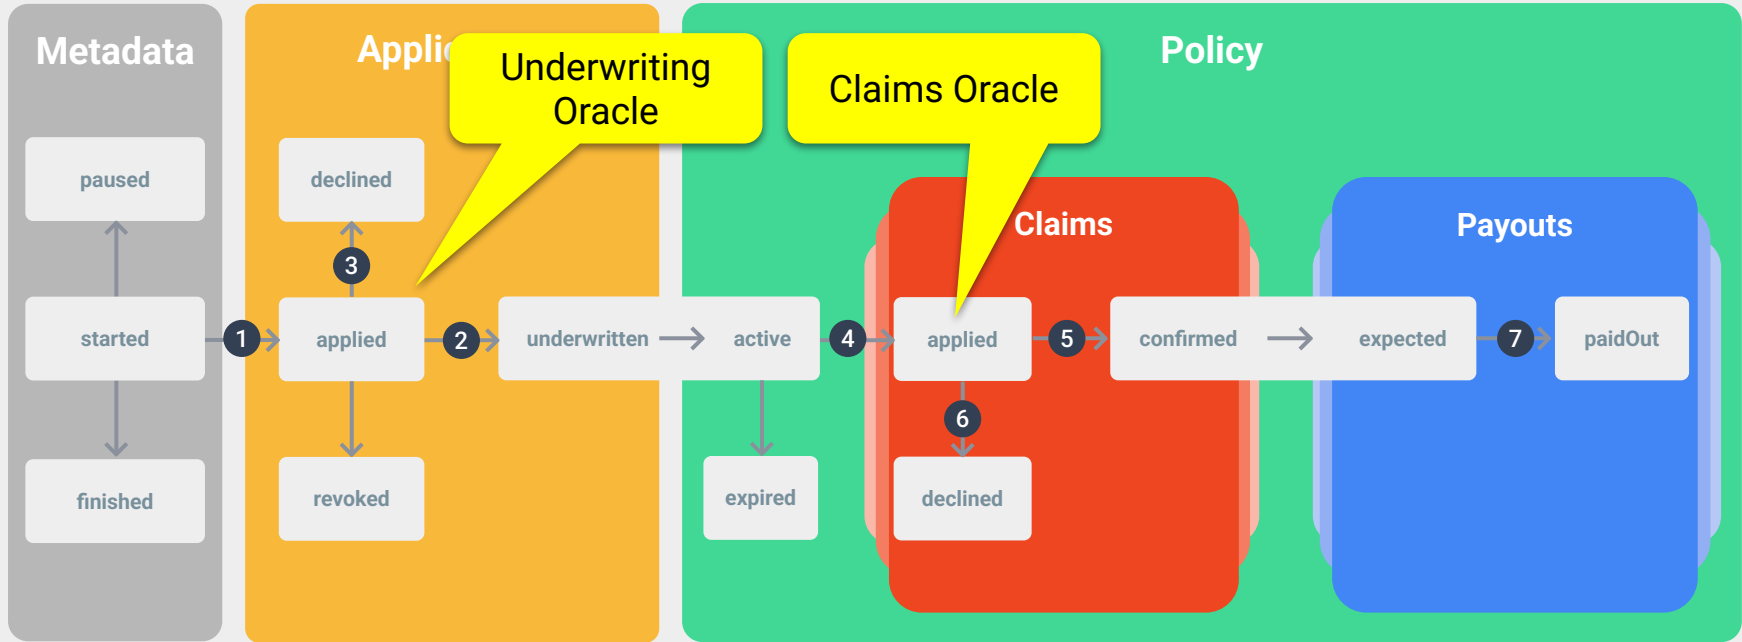 Metadata
paused
started
finished
Applic
Underwriting
Oracle
declined
3
1
applied
2
underwritten
revoked
Policy
Claims Oracle
active
expired
4
Claims
applied
5
confirmed
6
declined
Payouts
expected
7
paidOut